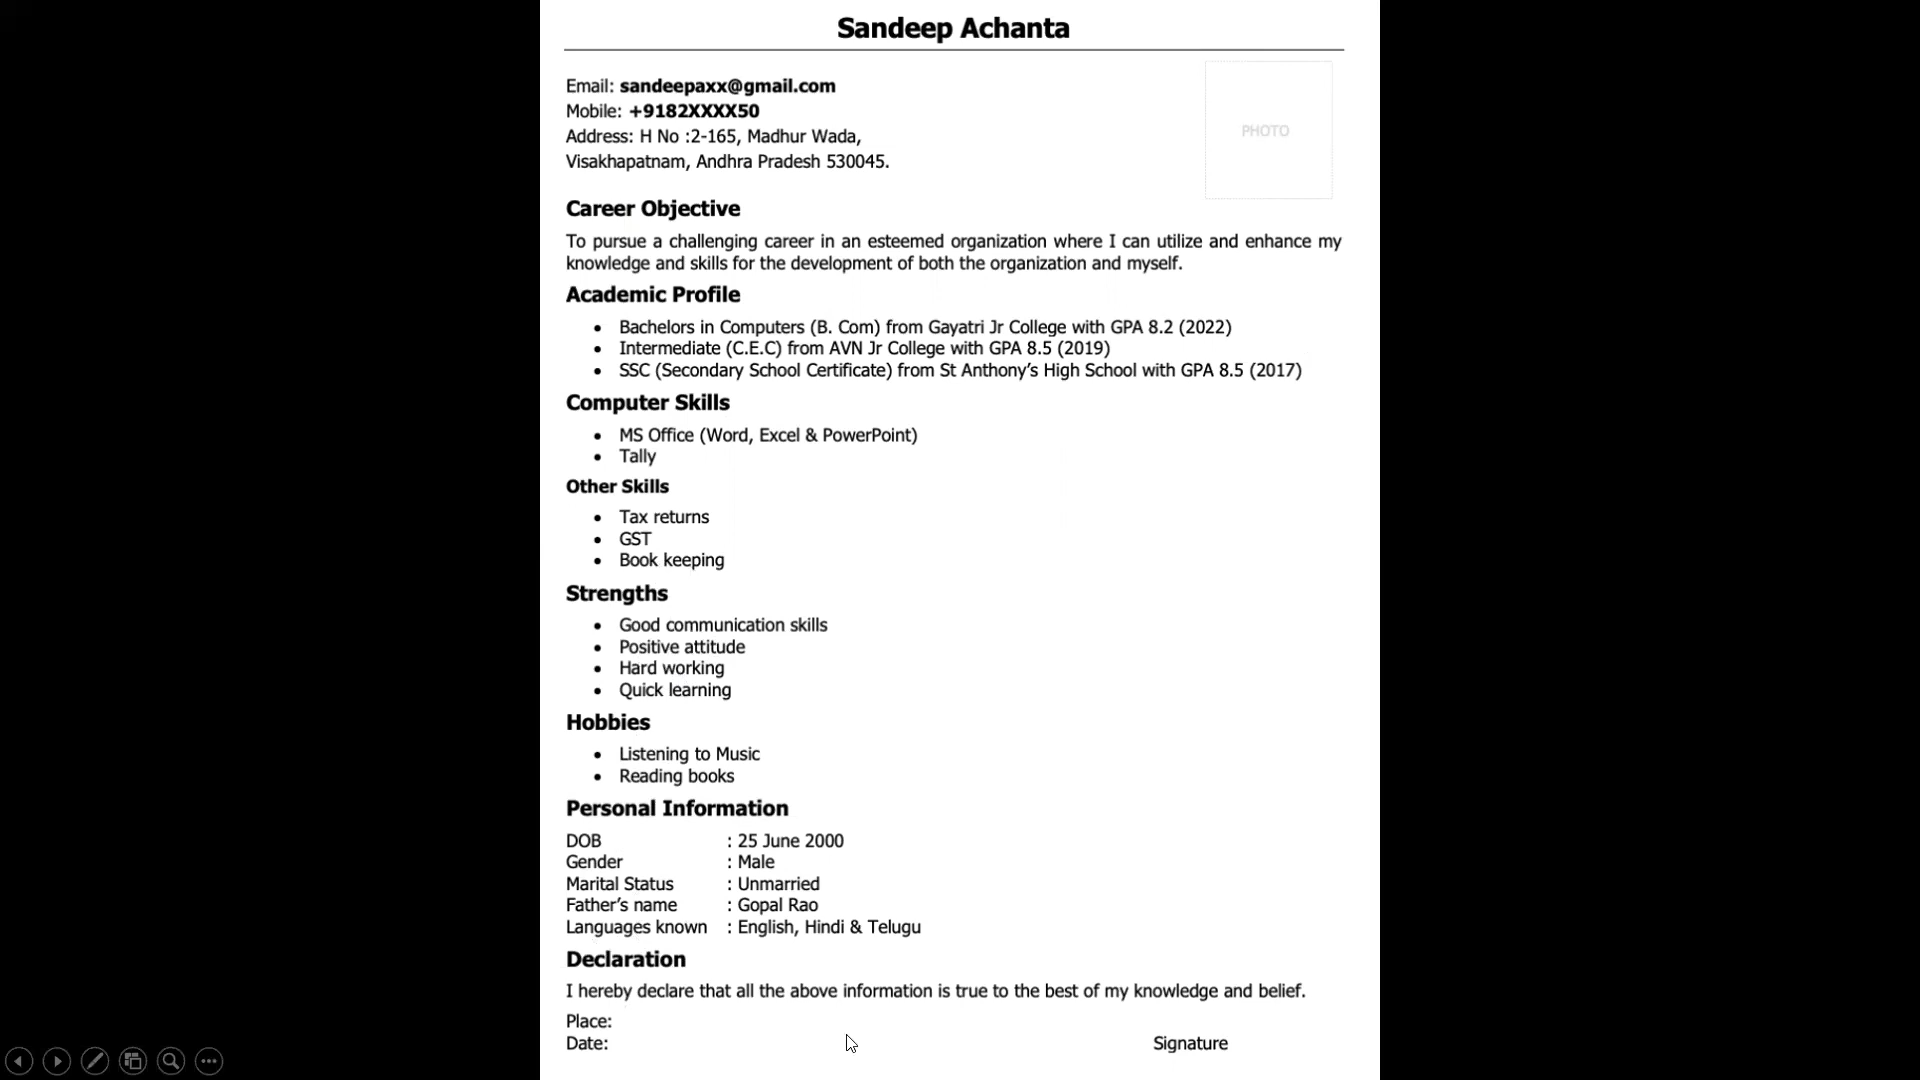 Sandeep Achanta
Email: sandeepaxx@gmail.com
Mobile: +9182XXXX50
Address: H No :2-165, Madhur Wada,
Visakhapatnam, Andhra Pradesh 530045.
PHOTO
Career Objective
To pursue a challenging career in an esteemed organization where I can utilize and enhance my
knowledge and skills for the development of both the organization and myself.
Academic Profile
• Bachelors in Computers (B. Com) from Gayatri Jr College with GPA 8.2 (2022)
• Intermediate (C.E.C) from AVN Jr College with GPA 8.5 (2019)
• SSC (Secondary School Certificate) from St Anthony’s High School with GPA 8.5 (2017)
Computer Skills
• MS Office (Word, Excel & PowerPoint)
• Tally
Other Skills
• Tax returns
• GST
• Book keeping
Strengths
• Good communication skills
• Positive attitude
• Hard working
• Quick learning
Hobbies
• Listening to Music
• Reading books
Personal Information
DOB : 25 June 2000
Gender : Male
Marital Status : Unmarried
Father’s name : Gopal Rao
Languages known : English, Hindi & Telugu
Declaration
I hereby declare that all the above information is true to the best of my knowledge and belief.
Place:
Date: Signature